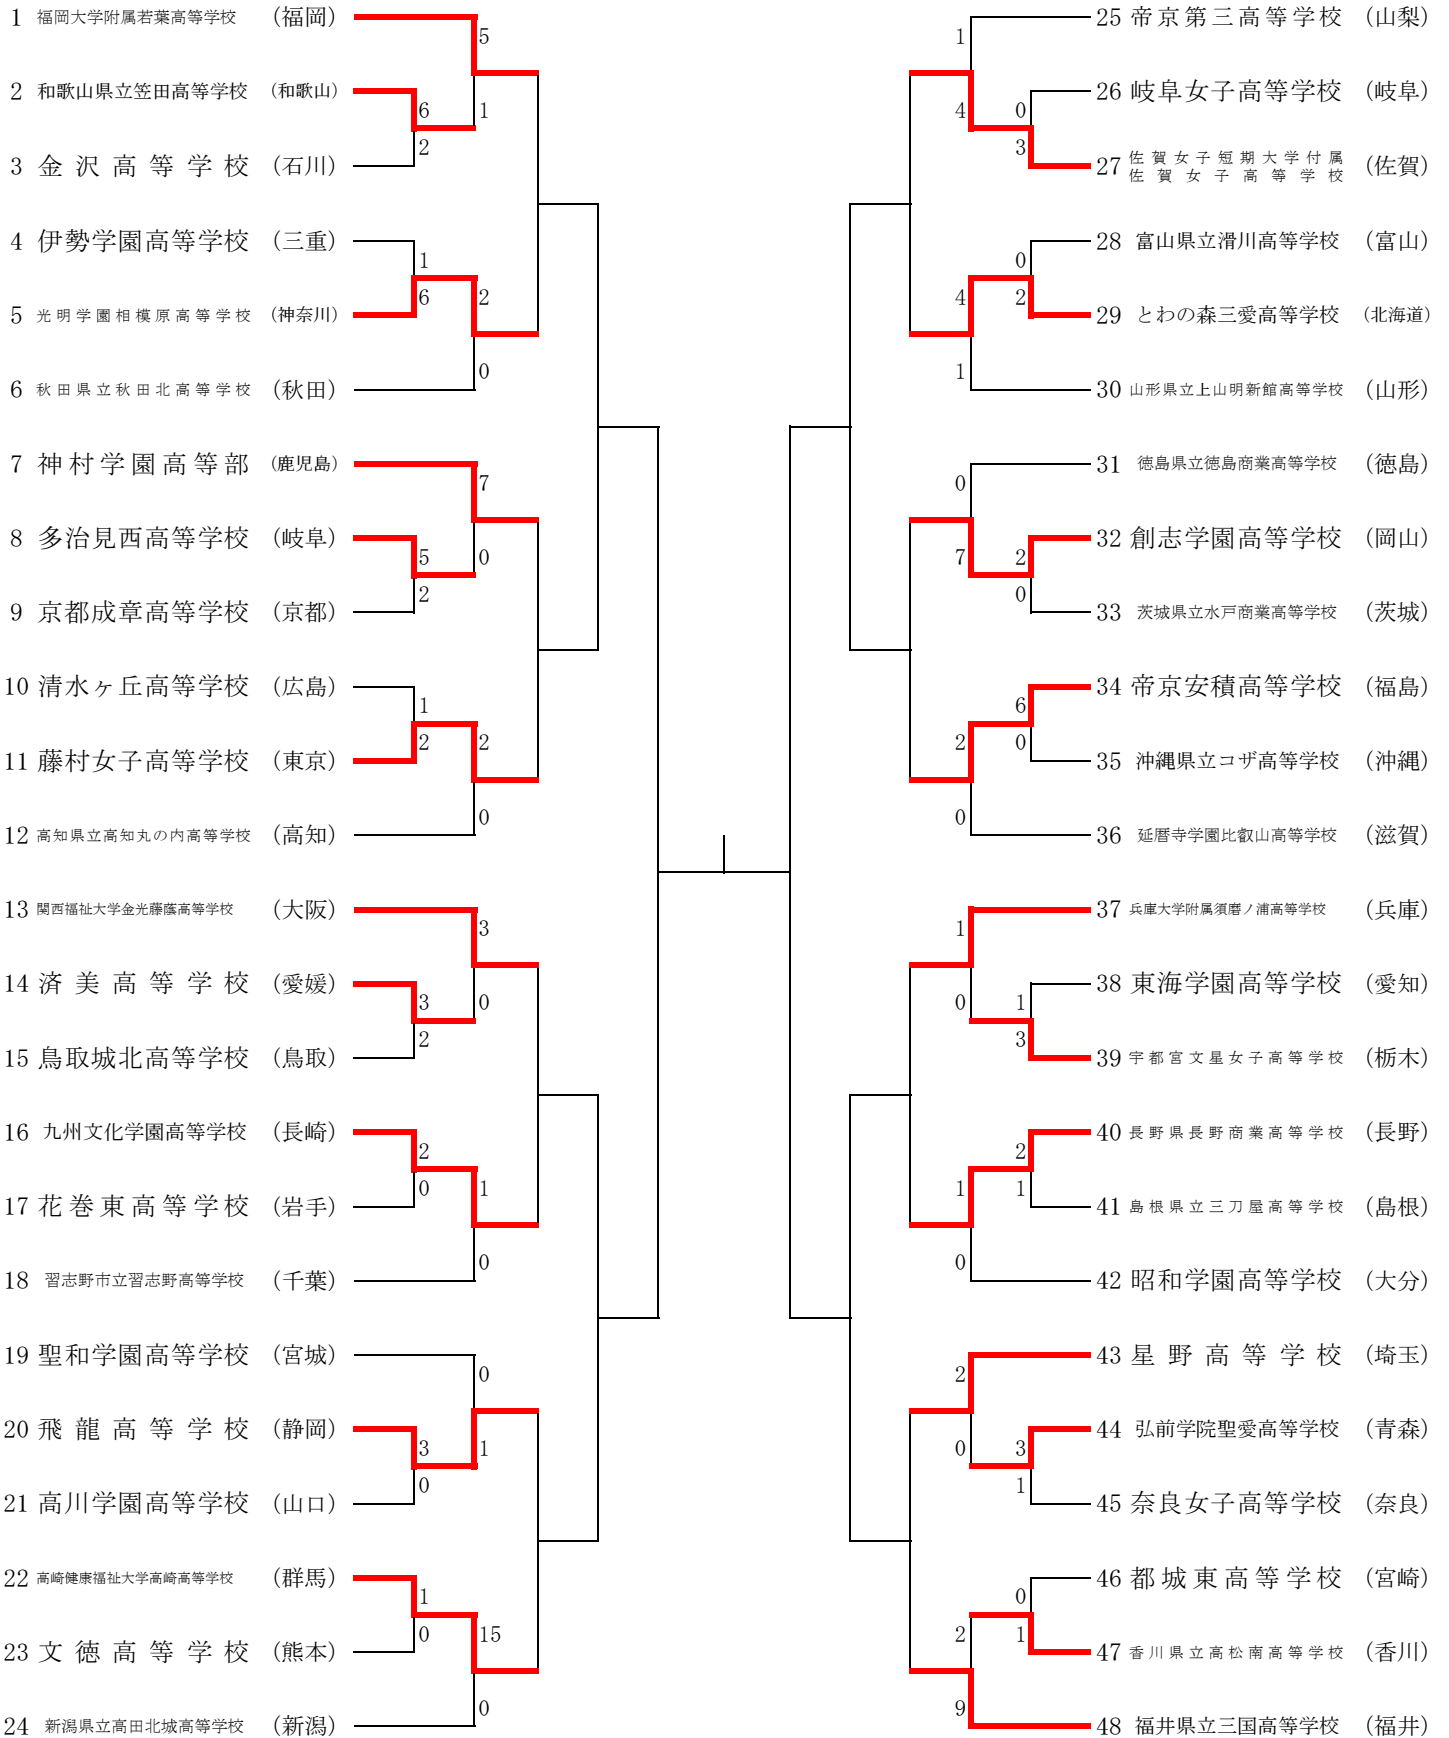 1 福岡大学附属若葉高等学校 (福岡)
5
2 和歌山県立笠田高等学校 (和歌山)
6
1
2
3 金沢高等学校 (石川)
4 伊勢学園高等学校 (三重)
1
6
2
5 光明学園相模原高等学校 (神奈川)
0
6 秋田県立秋田北高等学校 (秋田)
7 神村学園高等部 (鹿児島)
7
8 多治見西高等学校 (岐阜)
5
0
2
9 京都成章高等学校 (京都)
10 清水ヶ丘高等学校 (広島)
1
2
2
11 藤村女子高等学校 (東京)
0
12 高知県立高知丸の内高等学校 (高知)
13 関西福祉大学金光藤蔭高等学校 (大阪)
3
14 済美高等学校 (愛媛)
3
0
2
15 鳥取城北高等学校 (鳥取)
16 九州文化学園高等学校 (長崎)
2
0
1
17 花巻東高等学校 (岩手)
0
18 習志野市立習志野高等学校 (千葉)
19 聖和学園高等学校 (宮城)
0
20 飛龍高等学校 (静岡)
3
1
0
21 高川学園高等学校 (山口)
22 高崎健康福祉大学高崎高等学校 (群馬)
1
0
15
23 文徳高等学校 (熊本)
0
24 新潟県立高田北城高等学校 (新潟)
25 帝京第三高等学校 (山梨)
1
26 岐阜女子高等学校 (岐阜)
4
0
3
27 佐賀女子短期大学付属
佐賀女子高等学校 (佐賀)
28 富山県立滑川高等学校 (富山)
0
4
2
29 とわの森三愛高等学校 (北海道)
1
30 山形県立上山明新館高等学校 (山形)
31 徳島県立徳島商業高等学校 (徳島)
0
32 創志学園高等学校 (岡山)
7
2
0
33 茨城県立水戸商業高等学校 (茨城)
34 帝京安積高等学校 (福島)
6
2
0
35 沖縄県立コザ高等学校 (沖縄)
0
36 延暦寺学園比叡山高等学校 (滋賀)
37 兵庫大学附属須磨ノ浦高等学校 (兵庫)
1
38 東海学園高等学校 (愛知)
0
1
3
39 宇都宮文星女子高等学校 (栃木)
40 長野県長野商業高等学校 (長野)
2
1
1
41 島根県立三刀屋高等学校 (島根)
0
42 昭和学園高等学校 (大分)
43 星野高等学校 (埼玉)
2
44 弘前学院聖愛高等学校 (青森)
0
3
1
45 奈良女子高等学校 (奈良)
46 都城東高等学校 (宮崎)
0
2
1
47 香川県立高松南高等学校 (香川)
9
48 福井県立三国高等学校 (福井)